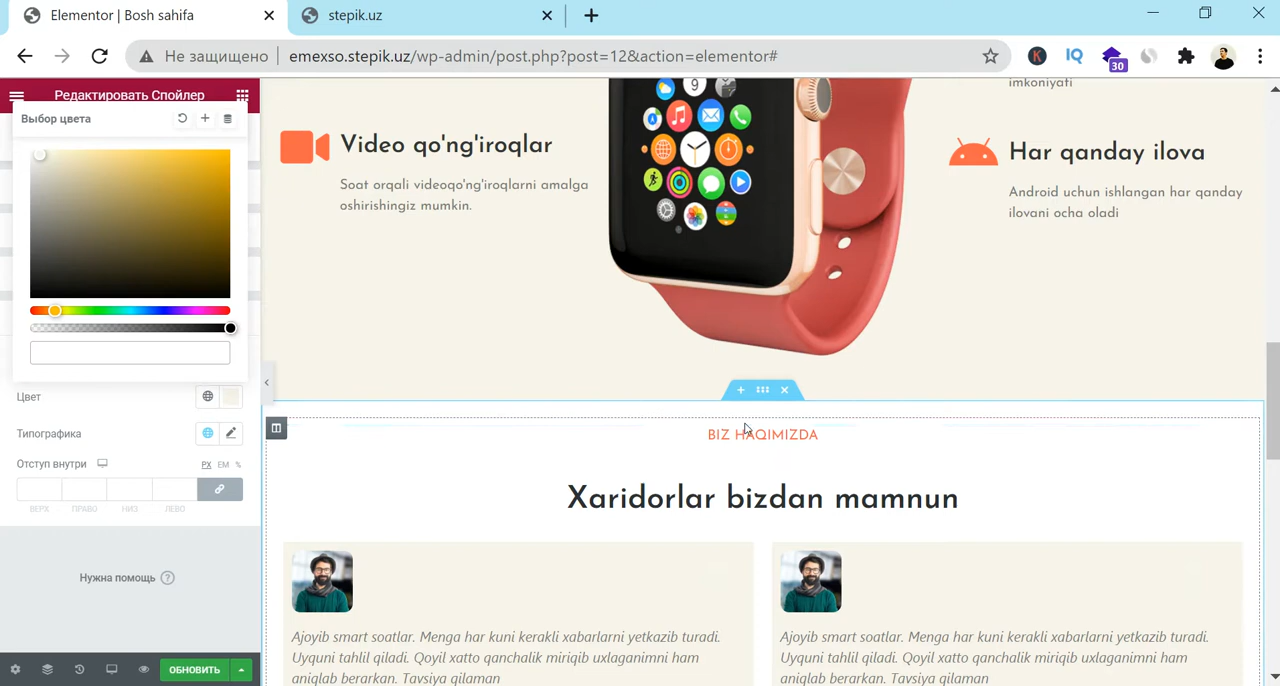 Elementor | Bosh sahifa
stepik.uz
Не защищено
emexso.stepik.uz/wp-admin/post.php?post=12&action=elementor#
K
IQ
30
Редактировать Спойлер
Выбор цвета
Цвет
Типографика
Отступ внутри
PX EM %
ВЕРХ ПРАВО НИЗ ЛЕВО
Нужна помощь ?
ОБНОВИТЬ
imkoniyati
9
Video qo'ng'iroqlar
Soat orqali videoqo'ng'iroqlarni amalga
oshirishingiz mumkin.
Har qanday ilova
Android uchun ishlangan har qanday
ilovani ocha oladi
BIZ HAQIMIZDA
Xaridorlar bizdan mamnun
Ajoyib smart soatlar. Menga har kuni kerakli xabarlarni yetkazib turadi.
Uyquni tahlil qiladi. Qoyil xatto qanchalik miriqib uxlaganimni ham
aniqlab berarkan. Tavsiya qilaman
Ajoyib smart soatlar. Menga har kuni kerakli xabarlarni yetkazib turadi.
Uyquni tahlil qiladi. Qoyil xatto qanchalik miriqib uxlaganimni ham
aniqlab berarkan. Tavsiya qilaman